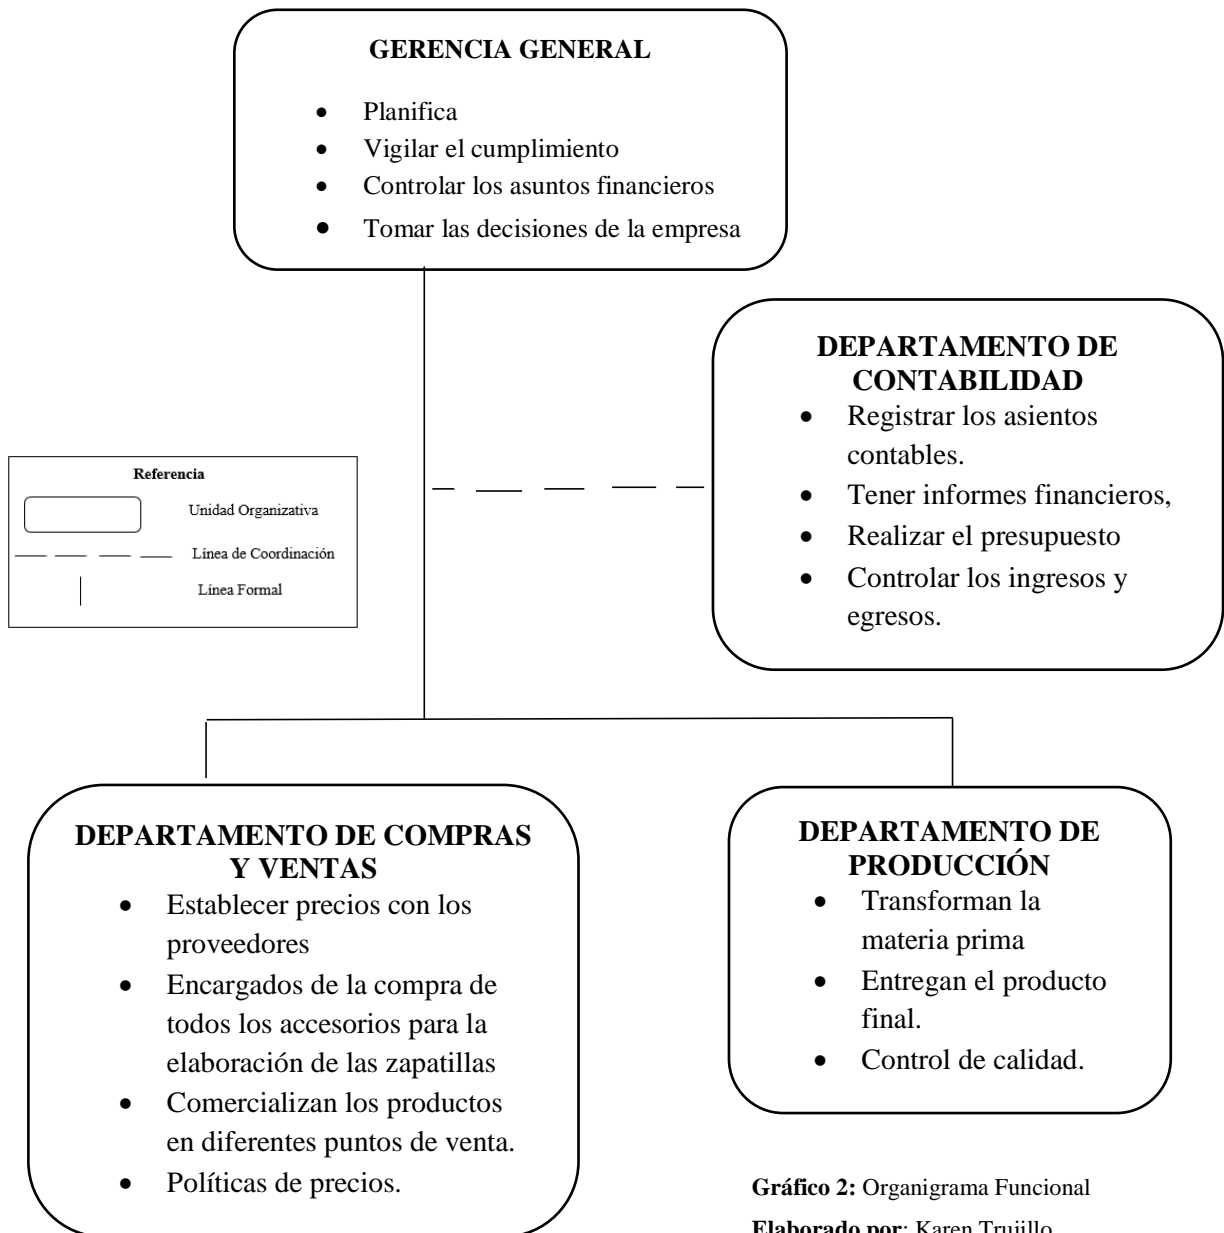 GERENCIA GENERAL
• Planifica
• Vigilar el cumplimiento
• Controlar los asuntos financieros
• Tomar las decisiones de la empresa
DEPARTAMENTO DE
CONTABILIDAD
• Registrar los asientos
contables.
• Tener informes financieros,
• Realizar el presupuesto
• Controlar los ingresos y
egresos.
Referencia
Unidad Organizativa
Línea de Coordinación
Línea Formal
DEPARTAMENTO DE COMPRAS
Y VENTAS
• Establecer precios con los
proveedores
• Encargados de la compra de
todos los accesorios para la
elaboración de las zapatillas
• Comercializan los productos
en diferentes puntos de venta.
• Políticas de precios.
DEPARTAMENTO DE
PRODUCCIÓN
• Transforman la
materia prima
• Entregan el producto
final.
• Control de calidad.
Gráfico 2: Organigrama Funcional
Elaborado por: Karen Trujillo